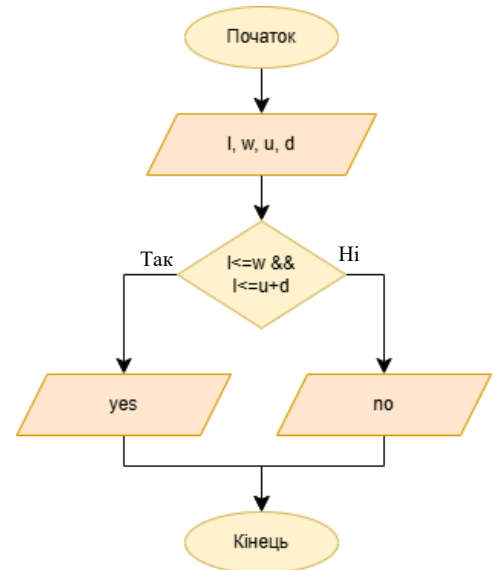 Початок
l, w, u, d
Так
Ні
l<=w &&
l<=u+d
yes
no
Кінець